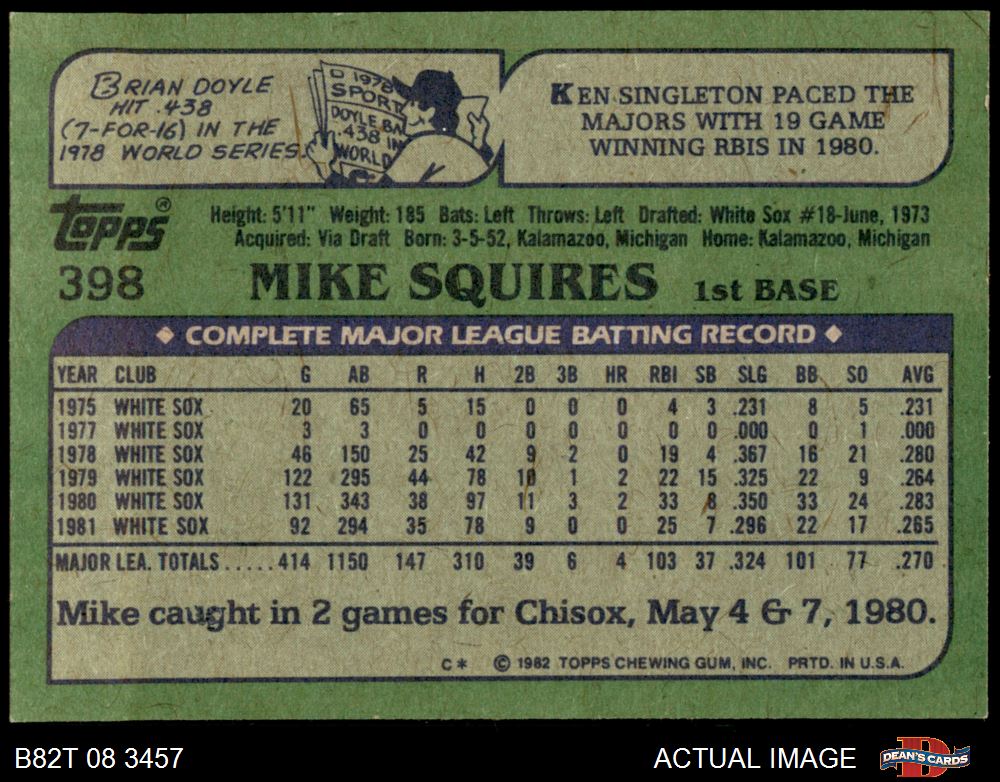 BRIAN DOYLE
HIT .438
(7-FOR-16) IN THE
1978 WORLD SERIES.
1978
SPORT
DOYLE BA
.438 IN
WORLD
KEN SINGLETON PACED THE
MAJORS WITH 19 GAME
WINNING RBIS IN 1980.
Topps®
Height: 5'11" Weight: 185 Bats: Left Throws: Left Drafted: White Sox #18-June, 1973
Acquired: Via Draft Born: 3-5-52, Kalamazoo, Michigan Home: Kalamazoo, Michigan
398 MIKE SQUIRES 1st BASE
◆ COMPLETE MAJOR LEAGUE BATTING RECORD ◆
YEAR CLUB G AB R H 2B 3B HR RBI SB SLG BB SO AVG
1975 WHITE SOX 20 65 5 15 0 0 0 4 3 .231 8 5 .231
1977 WHITE SOX 3 3 0 0 0 0 0 0 0 .000 0 1 .000
1978 WHITE SOX 46 150 25 42 9 2 0 19 4 .367 16 21 .280
1979 WHITE SOX 122 295 44 78 10 1 2 22 15 .325 22 9 .264
1980 WHITE SOX 131 343 38 97 11 3 2 33 8 .350 33 24 .283
1981 WHITE SOX 92 294 35 78 9 0 0 25 7 .296 22 17 .265
MAJOR LEA. TOTALS.....414 1150 147 310 39 6 4 103 37 .324 101 77 .270
Mike caught in 2 games for Chisox, May 4 & 7, 1980.
C* © 1982 TOPPS CHEWING GUM, INC. PRTD. IN U.S.A.
B82T 08 3457 ACTUAL IMAGE DEAN'S CARDS